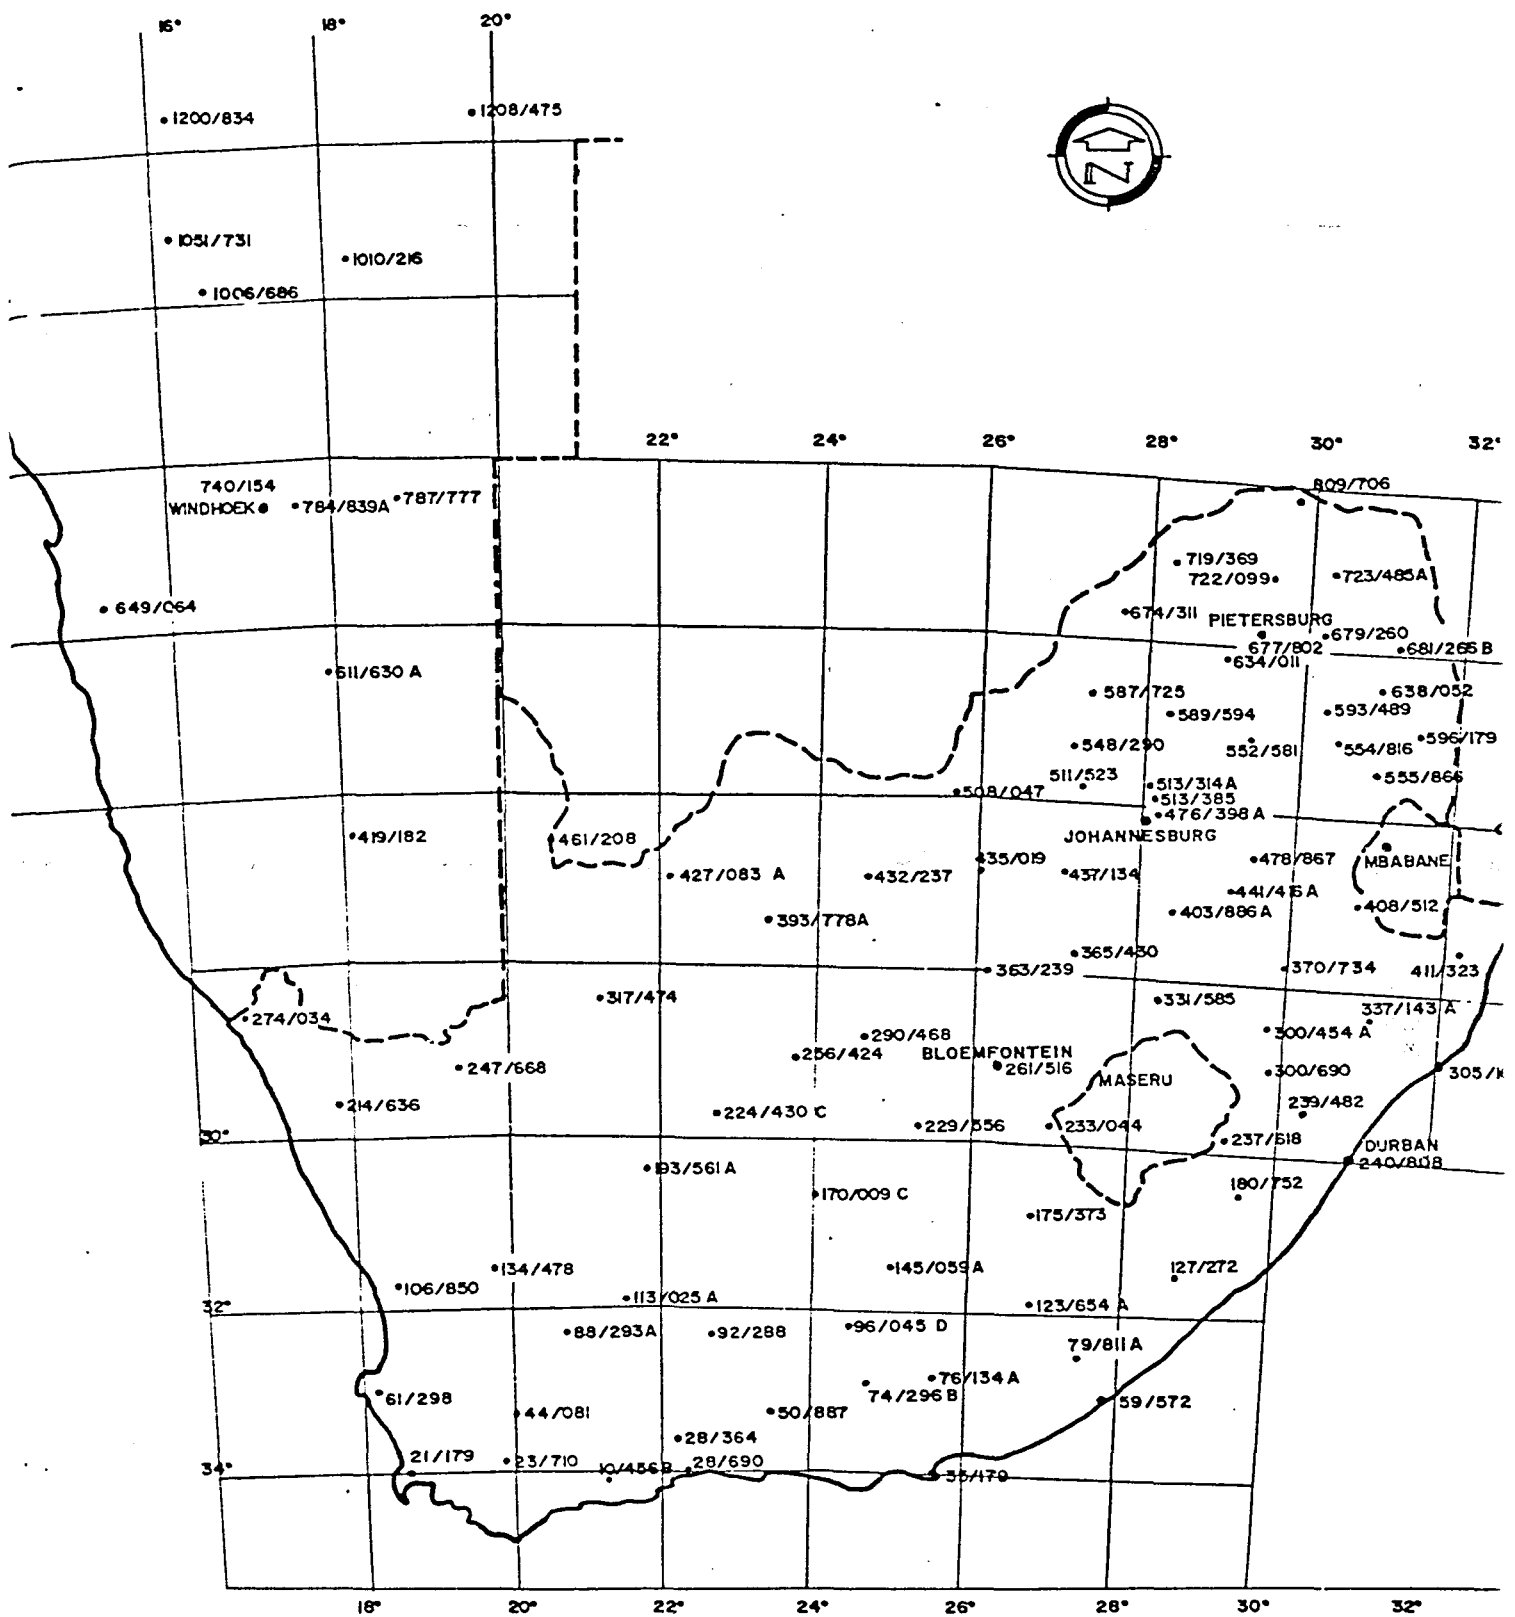 16° 18° 20°
1200/834 1208/475
N
1051/731 1010/216
1006/686
22° 24° 26° 28° 30° 32°
740/154
WINDHOEK 784/839A 787/777
809/706
719/369
722/099 723/485A
649/064 674/311
PIETERSBURG
679/260
677/802 681/266 B
634/011
611/630 A
587/725 638/052
589/594 593/489
548/290 552/581 554/816 596/179
511/523 513/314A 555/866
508/047 513/385
476/398 A
419/182 461/208 JOHANNESBURG
435/019 478/867 MBABANE
427/083 A 432/237 437/134
441/416 A
393/778A 403/886 A 408/512
365/430
363/239 370/734 411/323
317/474 331/585 337/143 A
274/034 300/454 A
290/468
256/424 BLOEMFONTEIN
261/516
247/668 MASERU 300/690 305/1
214/636 224/430 C 239/482
229/556 233/044 237/618
30° DURBAN
240/808
193/561 A
170/009 C 180/752
175/373
134/478 145/059A 127/272
106/850 113/025 A 123/654 A
32°
88/293A 92/288 96/045 D
79/811A
76/134 A
74/296 B
61/298 59/572
44/081 50/887
28/364
21/179 23/710 10/456B 28/690
34° 35/179
18° 20° 22° 24° 26° 28° 30° 32°